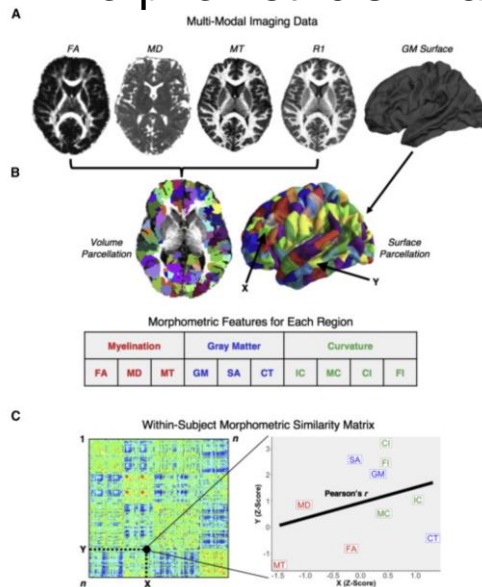 A
Multi-Modal Imaging Data
FA MD MT R1 GM Surface
B
Volume
Parcellation
Surface
Parcellation
X
Y
Morphometric Features for Each Region
Myelination Gray Matter Curvature
FA MD MT GM SA CT IC MC CI FI
C
Within-Subject Morphometric Similarity Matrix
1
n
Y
n
X
Y (Z-Score)
3
2
1
0
-1
CI
SA
FI
GM
Pearson's r
MD
IC
MC
CT
FA
MT
-1.5 -1.0 -0.5 0.0 0.5 1.0
X (Z-Score)